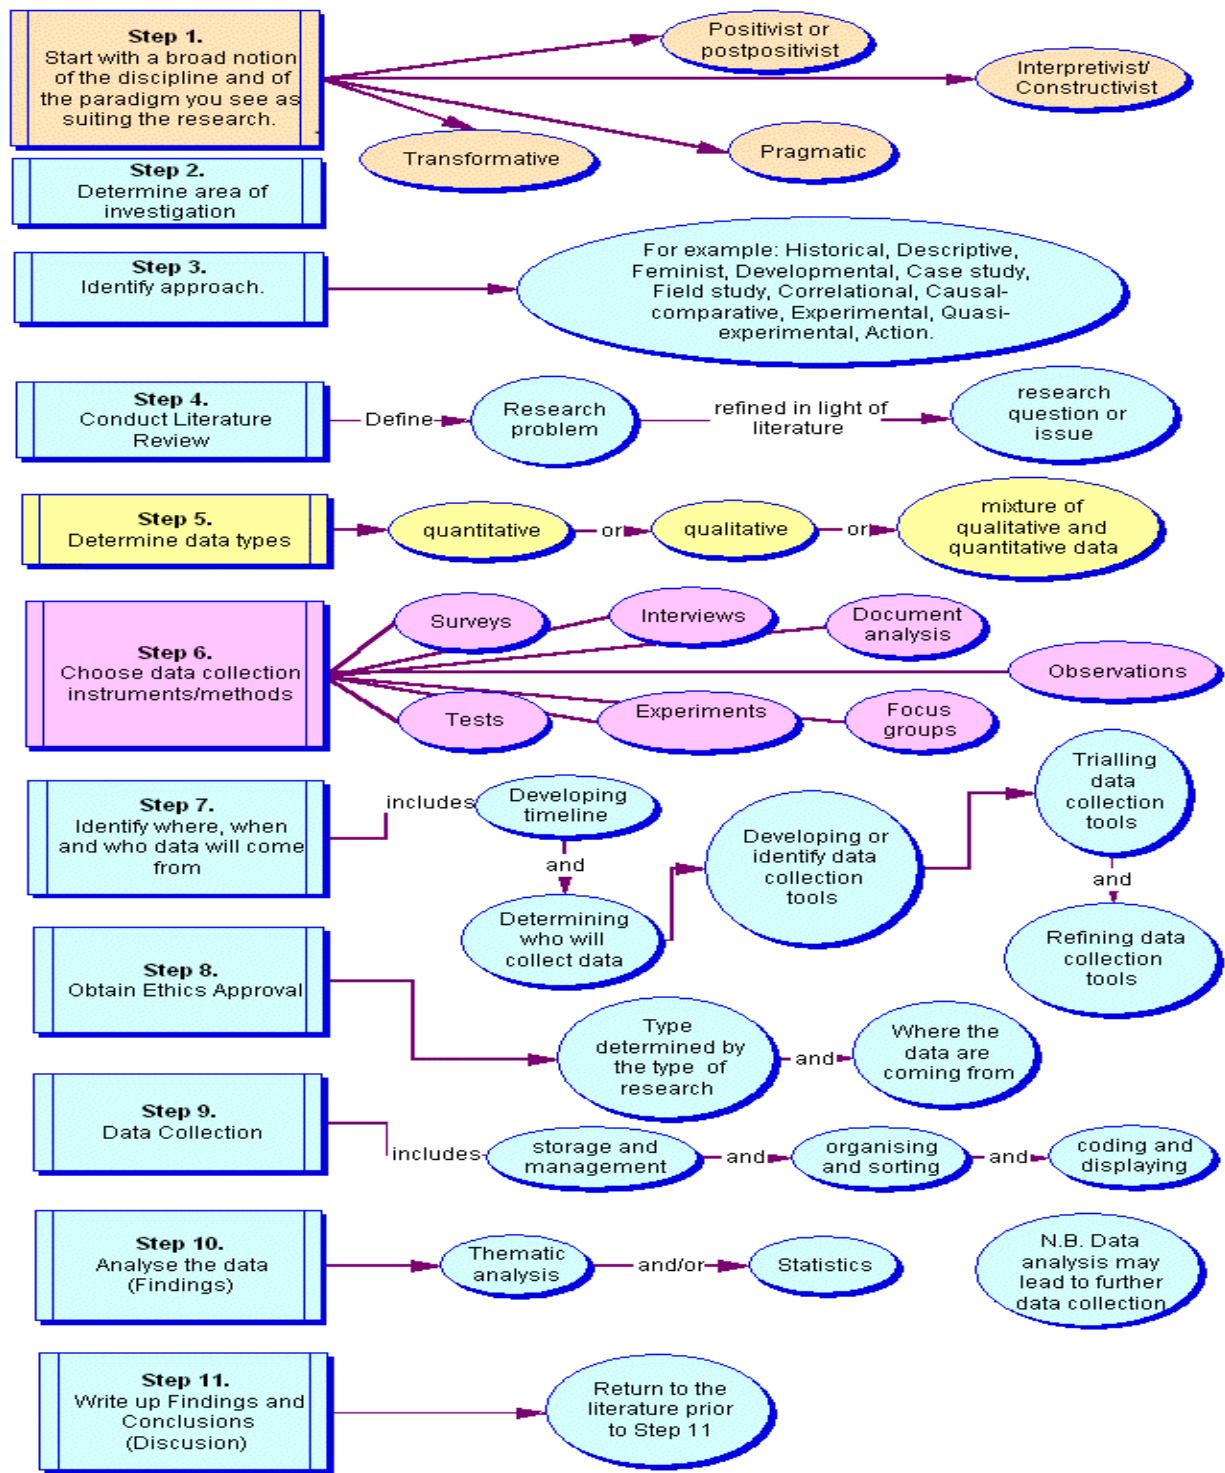 Step 1.
Start with a broad notion
of the discipline and of
the paradigm you see as
suiting the research.
Positivist or
postpositivist
Interpretivist/
Constructivist
Transformative
Pragmatic
Step 2.
Determine area of
investigation
Step 3.
Identify approach.
For example: Historical, Descriptive,
Feminist, Developmental, Case study,
Field study, Correlational, Causal-
comparative, Experimental, Quasi-
experimental, Action.
Step 4.
Conduct Literature
Review
Define
Research
problem
refined in light of
literature
research
question or
issue
Step 5.
Determine data types
quantitative
or
qualitative
or
mixture of
qualitative and
quantitative data
Step 6.
Choose data collection
instruments/methods
Surveys
Interviews
Document
analysis
Observations
Tests
Experiments
Focus
groups
Step 7.
Identify where, when
and who data will come
from
includes
Developing
timeline
and
Determining
who will
collect data
Developing or
identify data
collection
tools
Trialling
data
collection
tools
and
Refining data
collection
tools
Step 8.
Obtain Ethics Approval
Type
determined by
the type of
research
and
Where the
data are
coming from
Step 9.
Data Collection
includes
storage and
management
and
organising
and sorting
and
coding and
displaying
Step 10.
Analyse the data
(Findings)
Thematic
analysis
and/or
Statistics
N.B. Data
analysis may
lead to further
data collection
Step 11.
Write up Findings and
Conclusions
(Discussion)
Return to the
literature prior
to Step 11